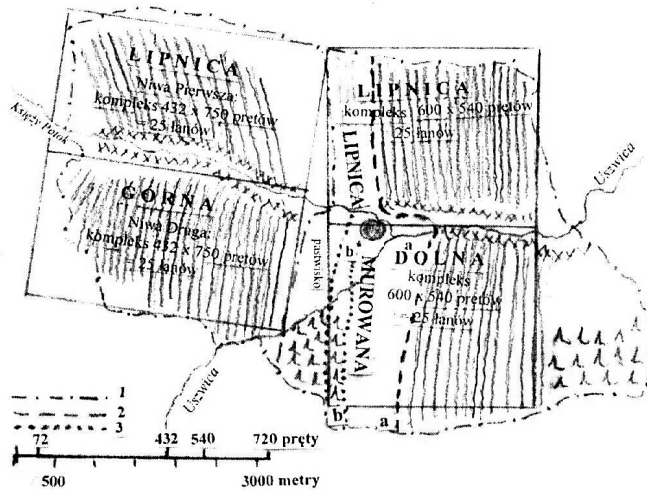 LIPNICA
Niwa Pierwsza:
kompleks 432 x 750 prętów
= 25 łanów
Księży Potok
GÓRNA
Niwa Druga:
kompleks 432 x 750 prętów
= 25 łanów
LIPNICA
kompleks 600 x 540 prętów
25 łanów
LIPNICA
MUROWANA
Uszwica
pastwisko
a
b
DOLNA
kompleks
600 x 540 prętów
= 25 łanów
Uszwica
b
a
1
2
3
72 432 540 720 pręty
500 3000 metry